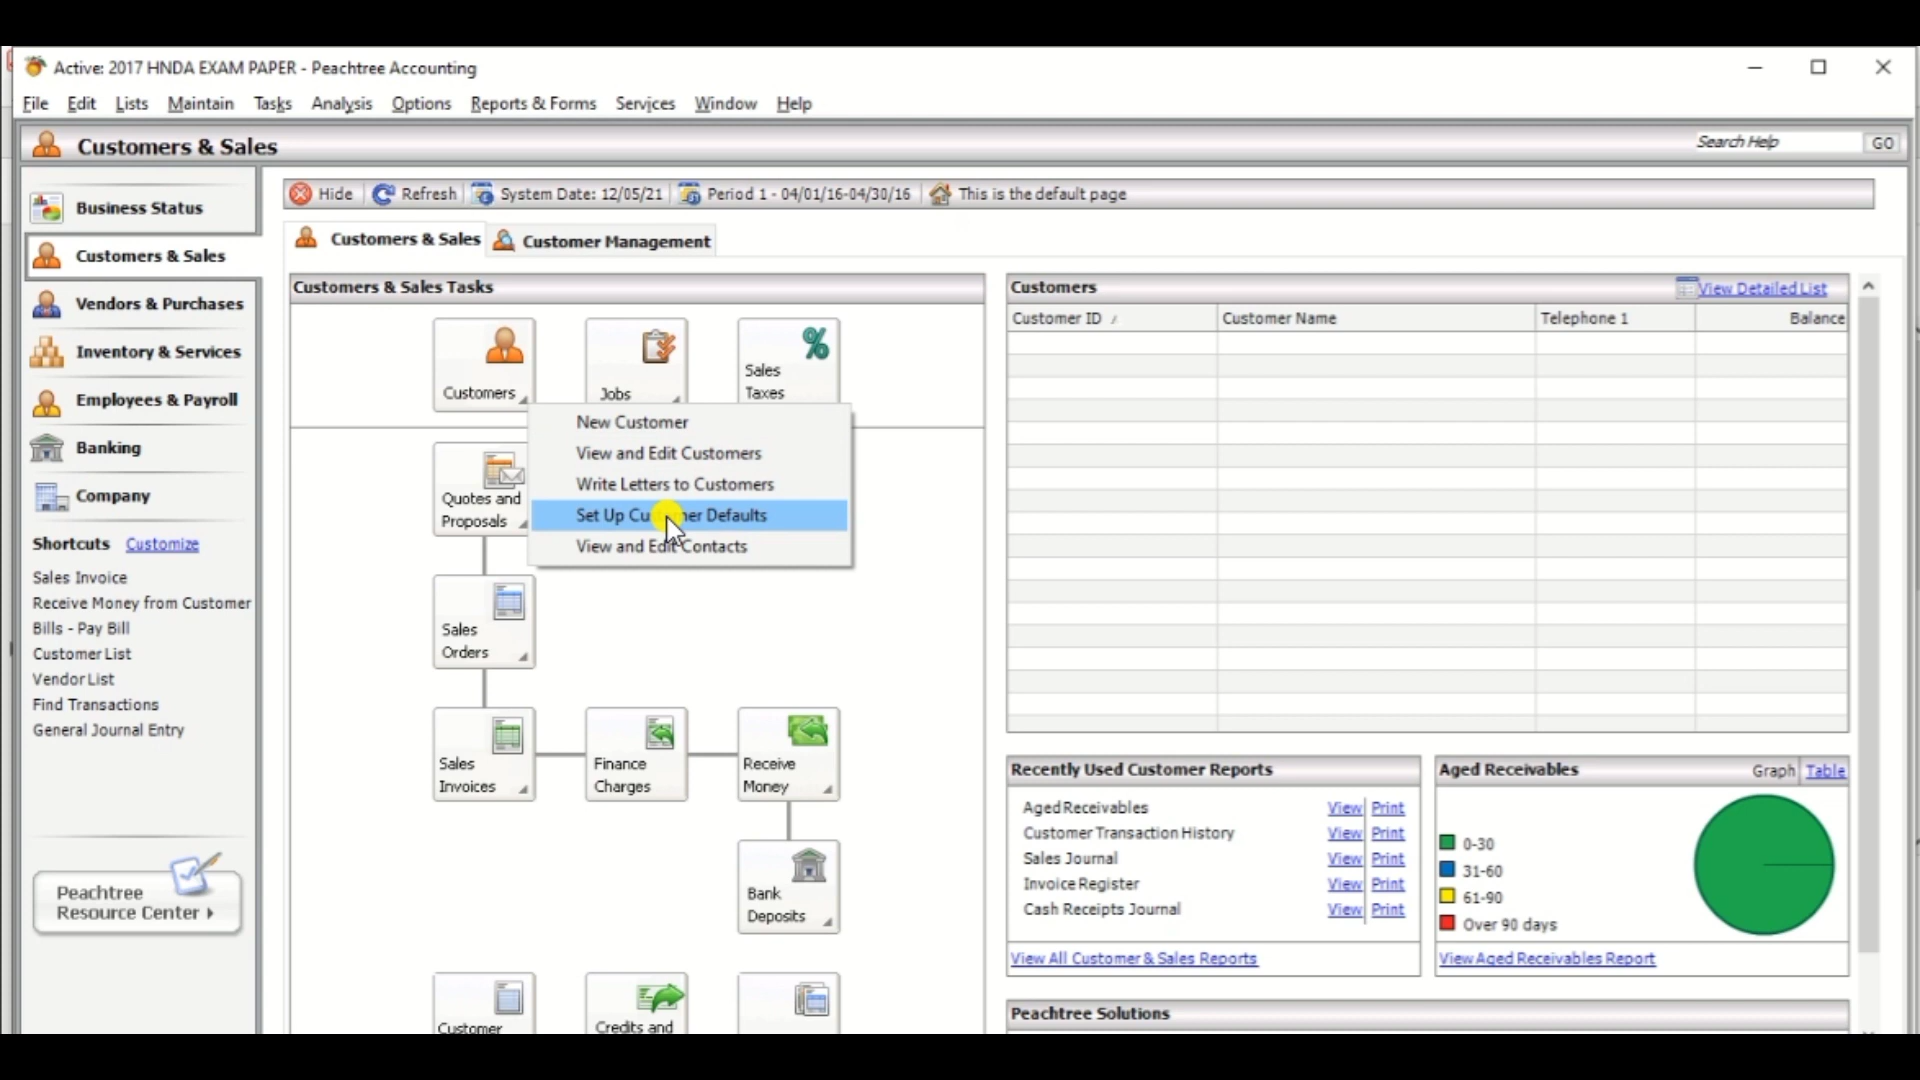 Active: 2017 HNDA EXAM PAPER - Peachtree Accounting
File Edit Lists Maintain Tasks Analysis Options Reports & Forms Services Window Help
Customers & Sales
Search Help GO
Business Status
Customers & Sales
Vendors & Purchases
Inventory & Services
Employees & Payroll
Banking
Company
Shortcuts Customize
Sales Invoice
Receive Money from Customer
Bills - Pay Bill
Customer List
Vendor List
Find Transactions
General Journal Entry
Peachtree
Resource Center
Hide Refresh System Date: 12/05/21 Period 1 - 04/01/16-04/30/16 This is the default page
Customers & Sales Customer Management
Customers & Sales Tasks
Customers
Jobs
Sales
Taxes
New Customer
View and Edit Customers
Write Letters to Customers
Set Up Customer Defaults
View and Edit Contacts
Quotes and
Proposals
Sales
Orders
Sales
Invoices
Finance
Charges
Receive
Money
Bank
Deposits
Customer
Credits and
Customers View Detailed List
Customer ID Customer Name Telephone 1 Balance
Recently Used Customer Reports
Aged Receivables View Print
Customer Transaction History View Print
Sales Journal View Print
Invoice Register View Print
Cash Receipts Journal View Print
View All Customer & Sales Reports
Aged Receivables Graph Table
0-30
31-60
61-90
Over 90 days
View Aged Receivables Report
Peachtree Solutions